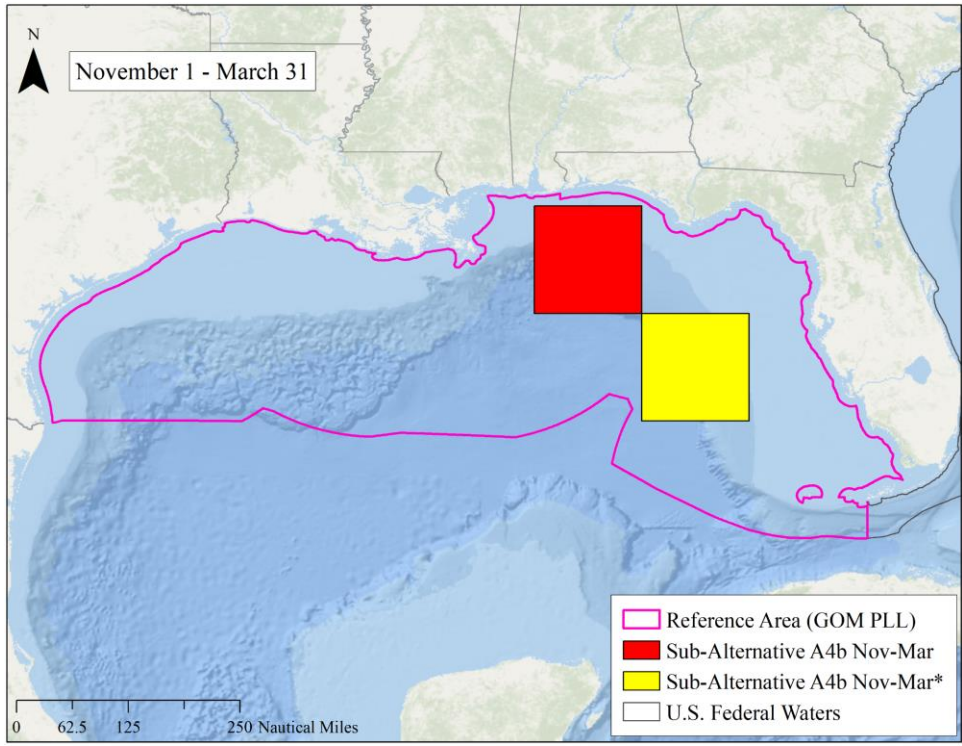 N
November 1 - March 31
Reference Area (GOM PLL)
Sub-Alternative A4b Nov-Mar
Sub-Alternative A4b Nov-Mar*
U.S. Federal Waters
0 62.5 125 250 Nautical Miles